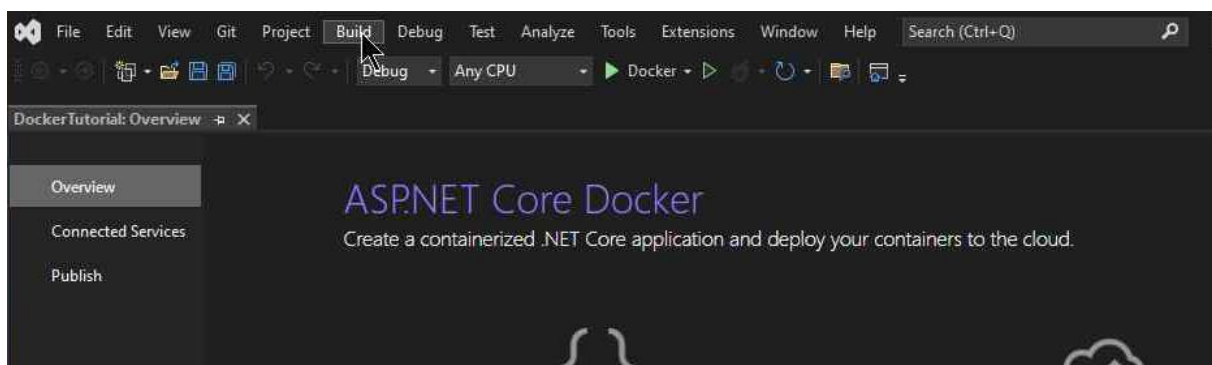 File Edit View Git Project Build Debug Test Analyze Tools Extensions Window Help Search (Ctrl+Q)
Debug Any CPU Docker
DockerTutorial: Overview
Overview
Connected Services
Publish
ASP.NET Core Docker
Create a containerized .NET Core application and deploy your containers to the cloud.
{ }